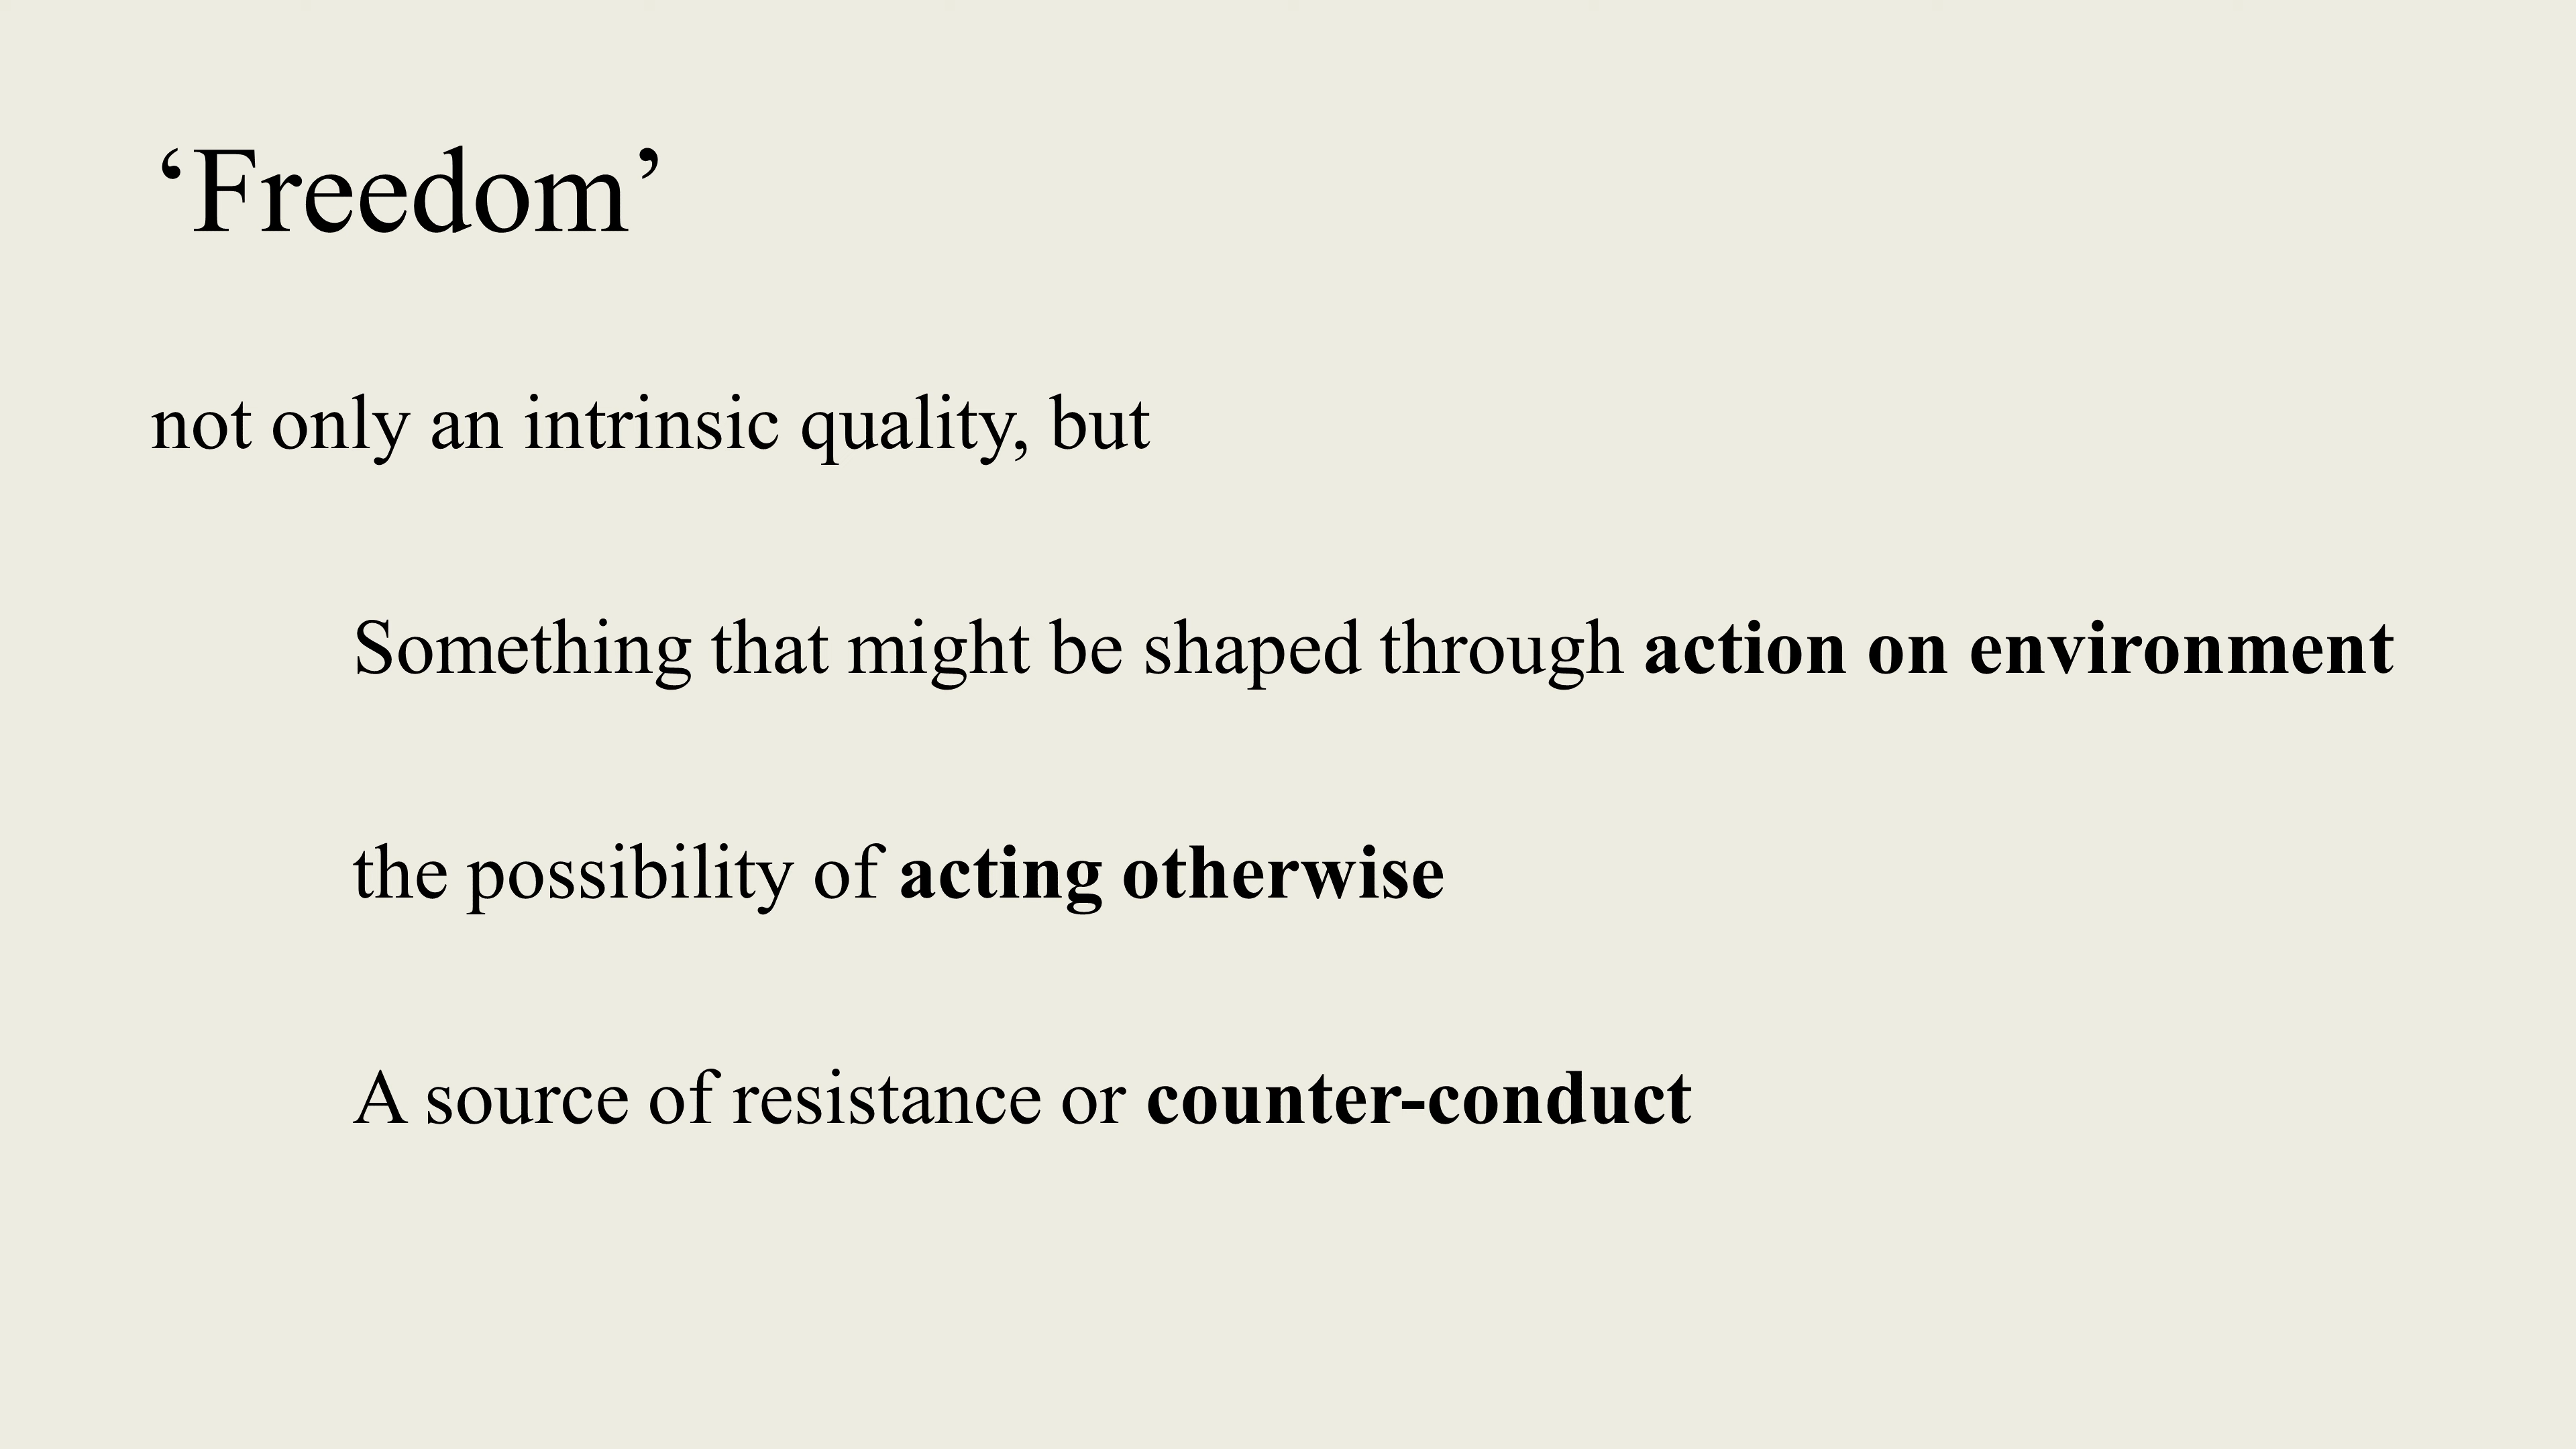 ‘Freedom’
not only an intrinsic quality, but
Something that might be shaped through action on environment
the possibility of acting otherwise
A source of resistance or counter-conduct